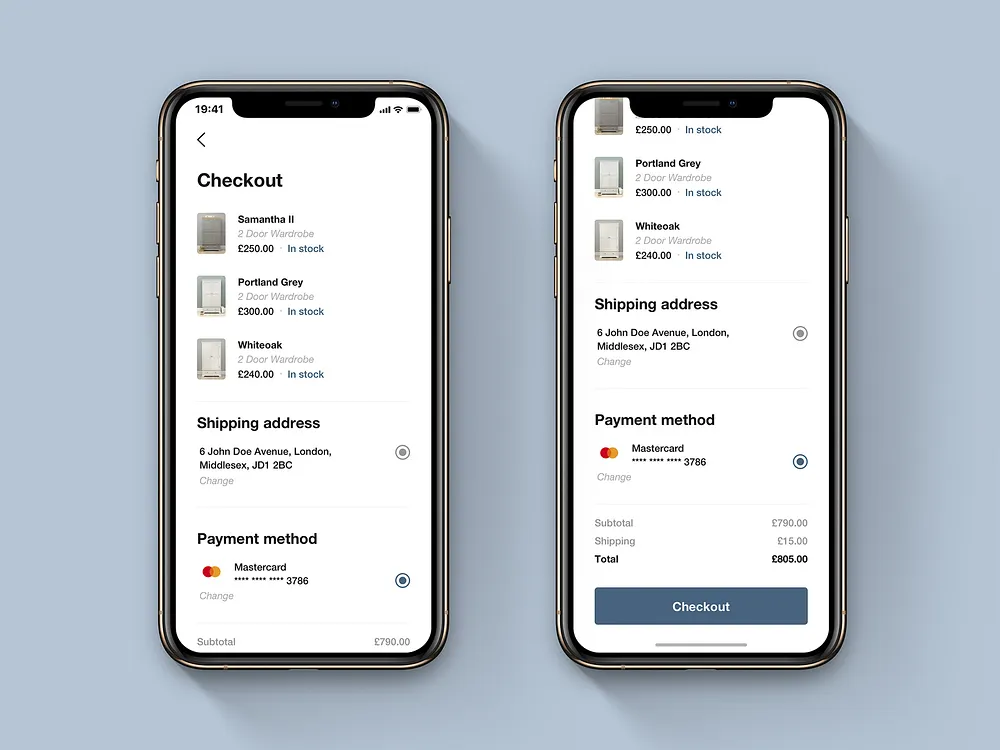 19:41
Checkout
Samantha II
2 Door Wardrobe
£250.00 · In stock
Portland Grey
2 Door Wardrobe
£300.00 · In stock
Whiteoak
2 Door Wardrobe
£240.00 · In stock
Shipping address
6 John Doe Avenue, London,
Middlesex, JD1 2BC
Change
Payment method
Mastercard
**** **** **** 3786
Change
Subtotal £790.00
£250.00 · In stock
Portland Grey
2 Door Wardrobe
£300.00 · In stock
Whiteoak
2 Door Wardrobe
£240.00 · In stock
Shipping address
6 John Doe Avenue, London,
Middlesex, JD1 2BC
Change
Payment method
Mastercard
**** **** **** 3786
Change
Subtotal £790.00
Shipping £15.00
Total £805.00
Checkout